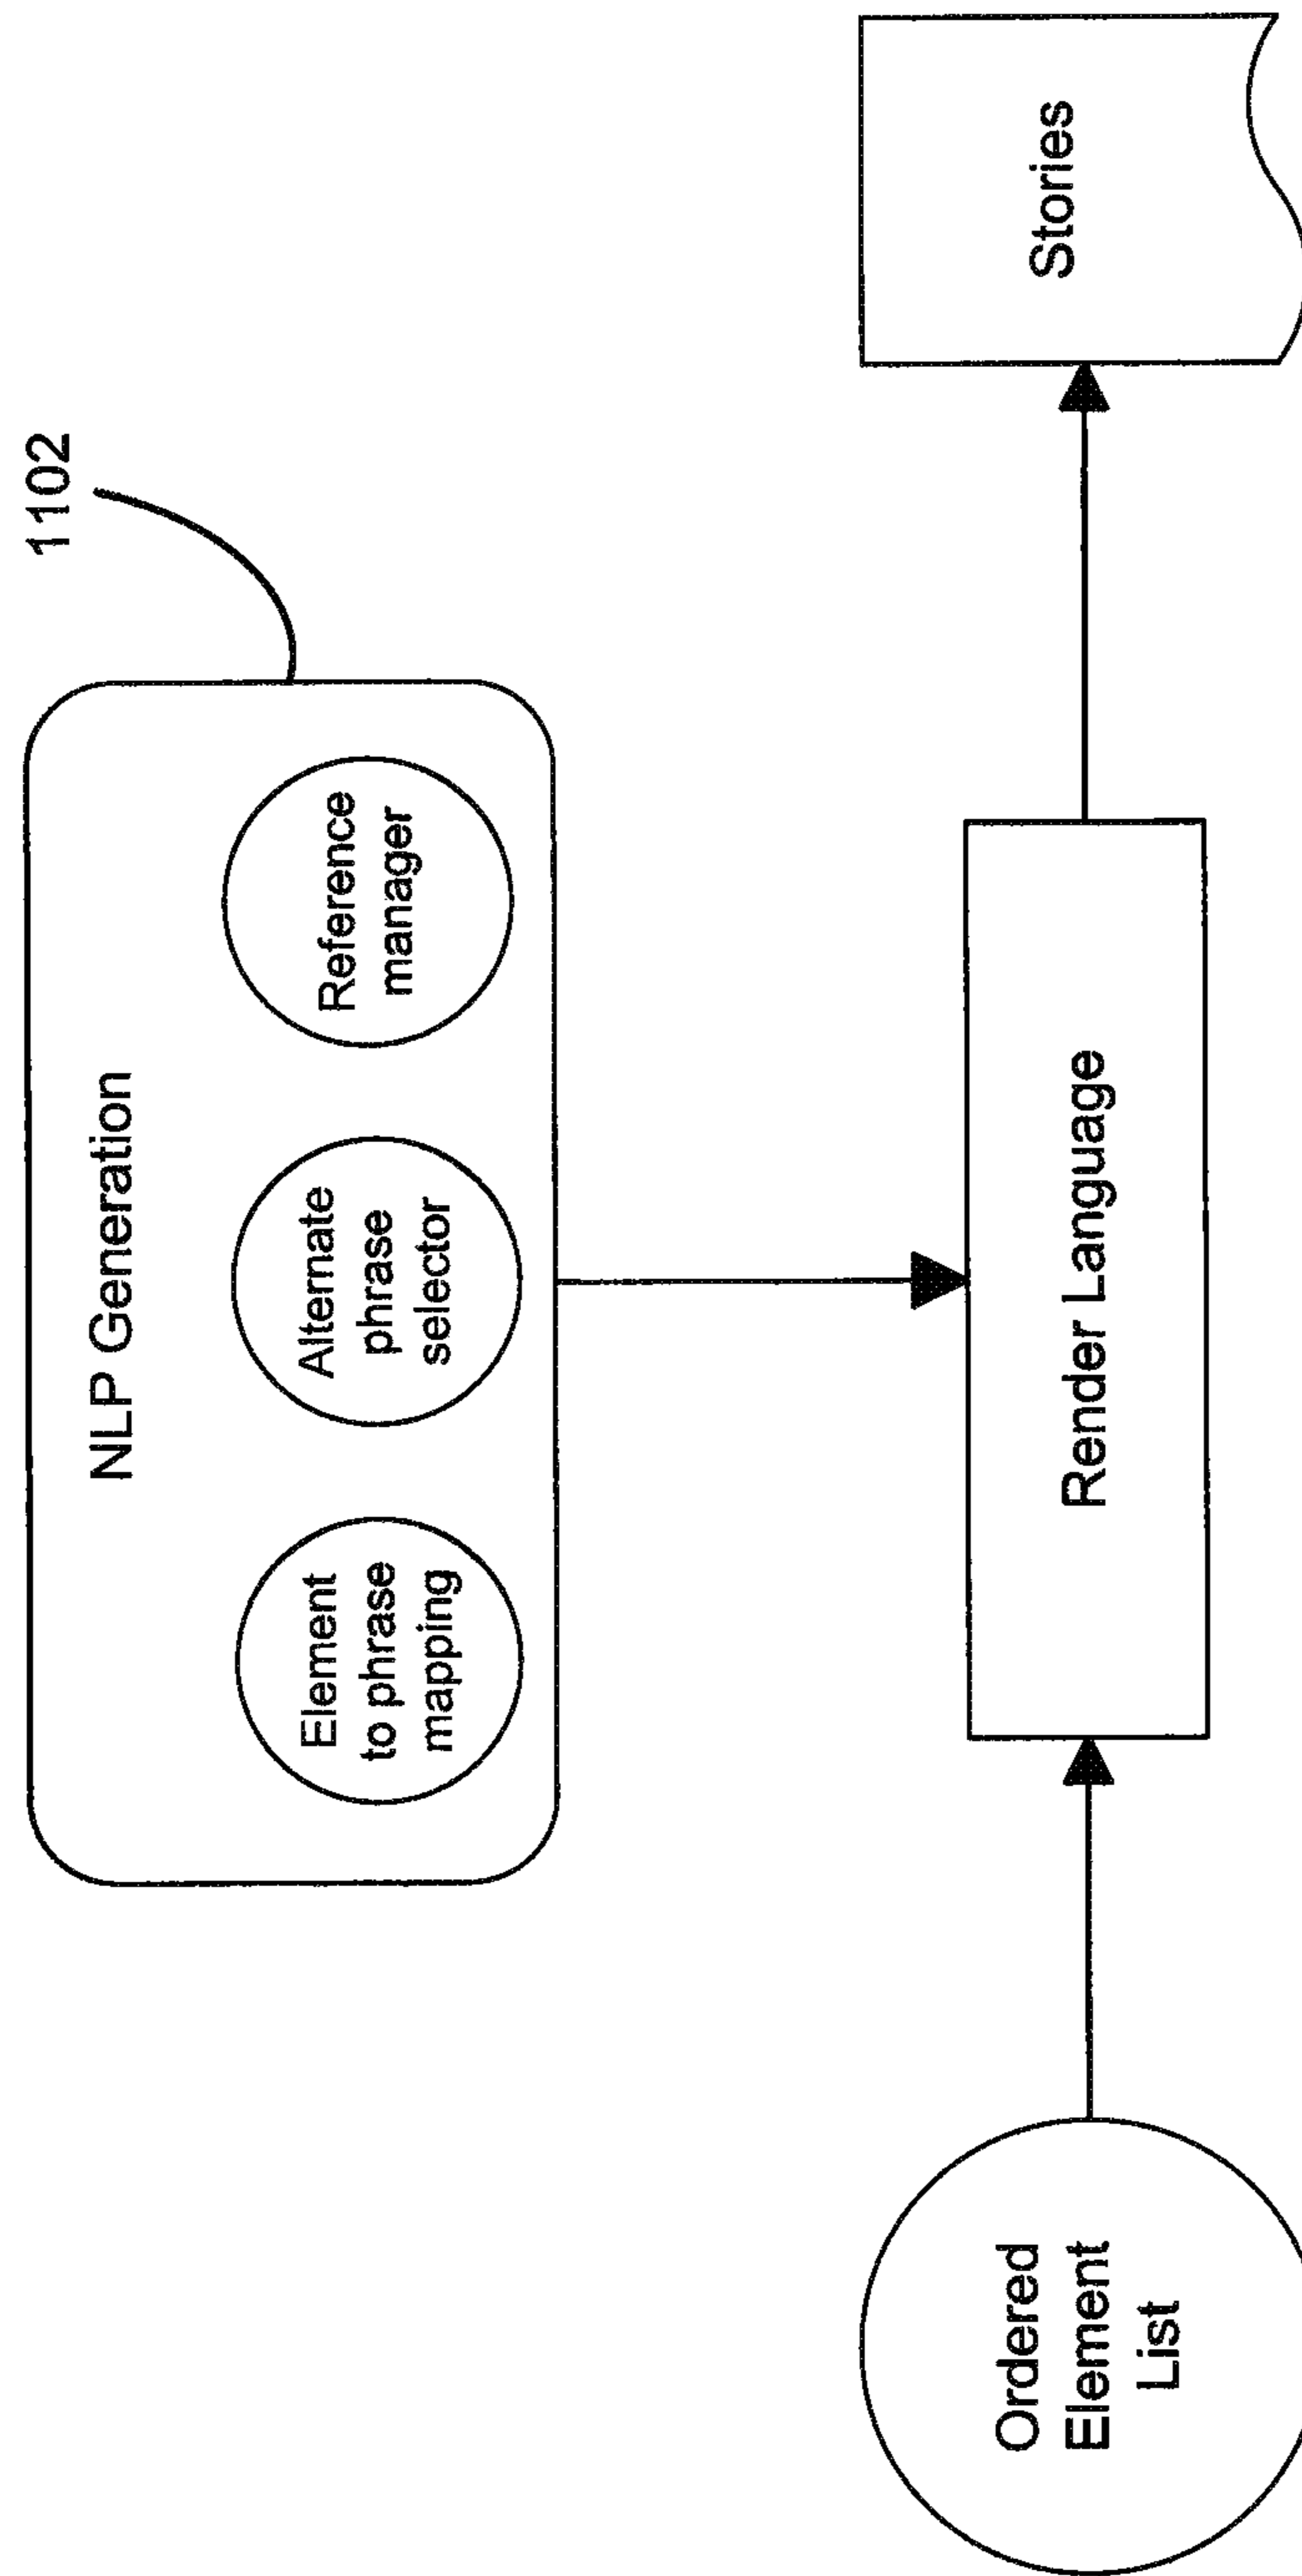 1102
NLP Generation
Element
to phrase
mapping
Alternate
phrase
selector
Reference
manager
Ordered
Element
List
Render Language
Stories